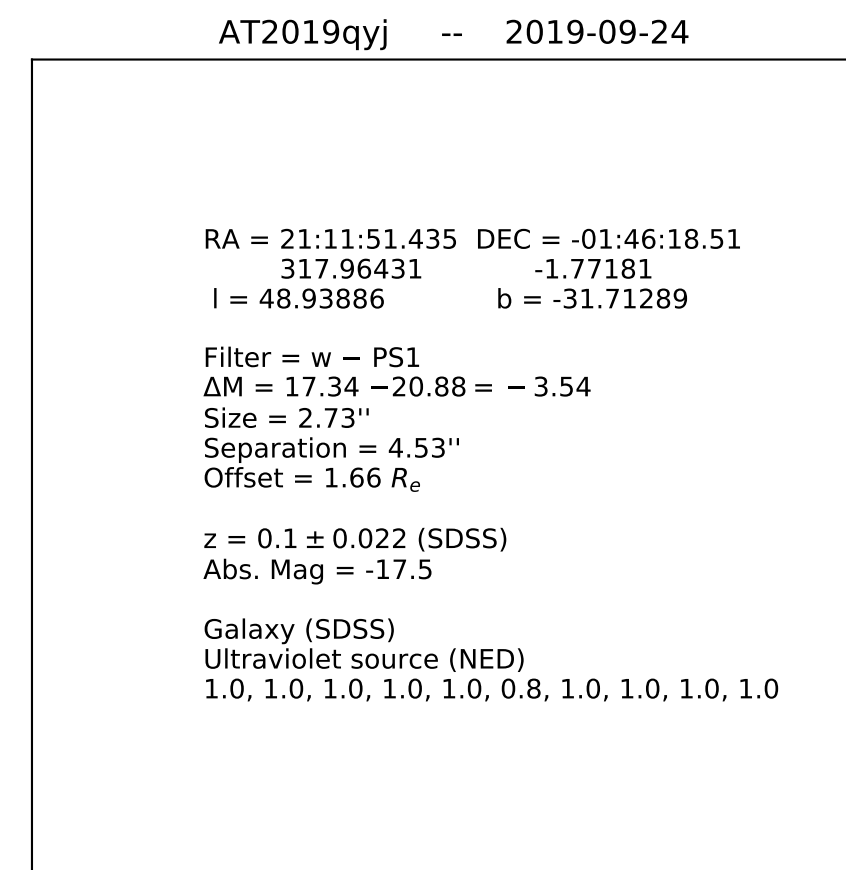 AT2019qyj -- 2019-09-24
RA = 21:11:51.435 DEC = -01:46:18.51
317.96431 -1.77181
l = 48.93886 b = -31.71289
Filter = w − PS1
ΔM = 17.34 −20.88 = − 3.54
Size = 2.73''
Separation = 4.53''
Offset = 1.66 Rₑ
z = 0.1 ± 0.022 (SDSS)
Abs. Mag = -17.5
Galaxy (SDSS)
Ultraviolet source (NED)
1.0, 1.0, 1.0, 1.0, 1.0, 0.8, 1.0, 1.0, 1.0, 1.0